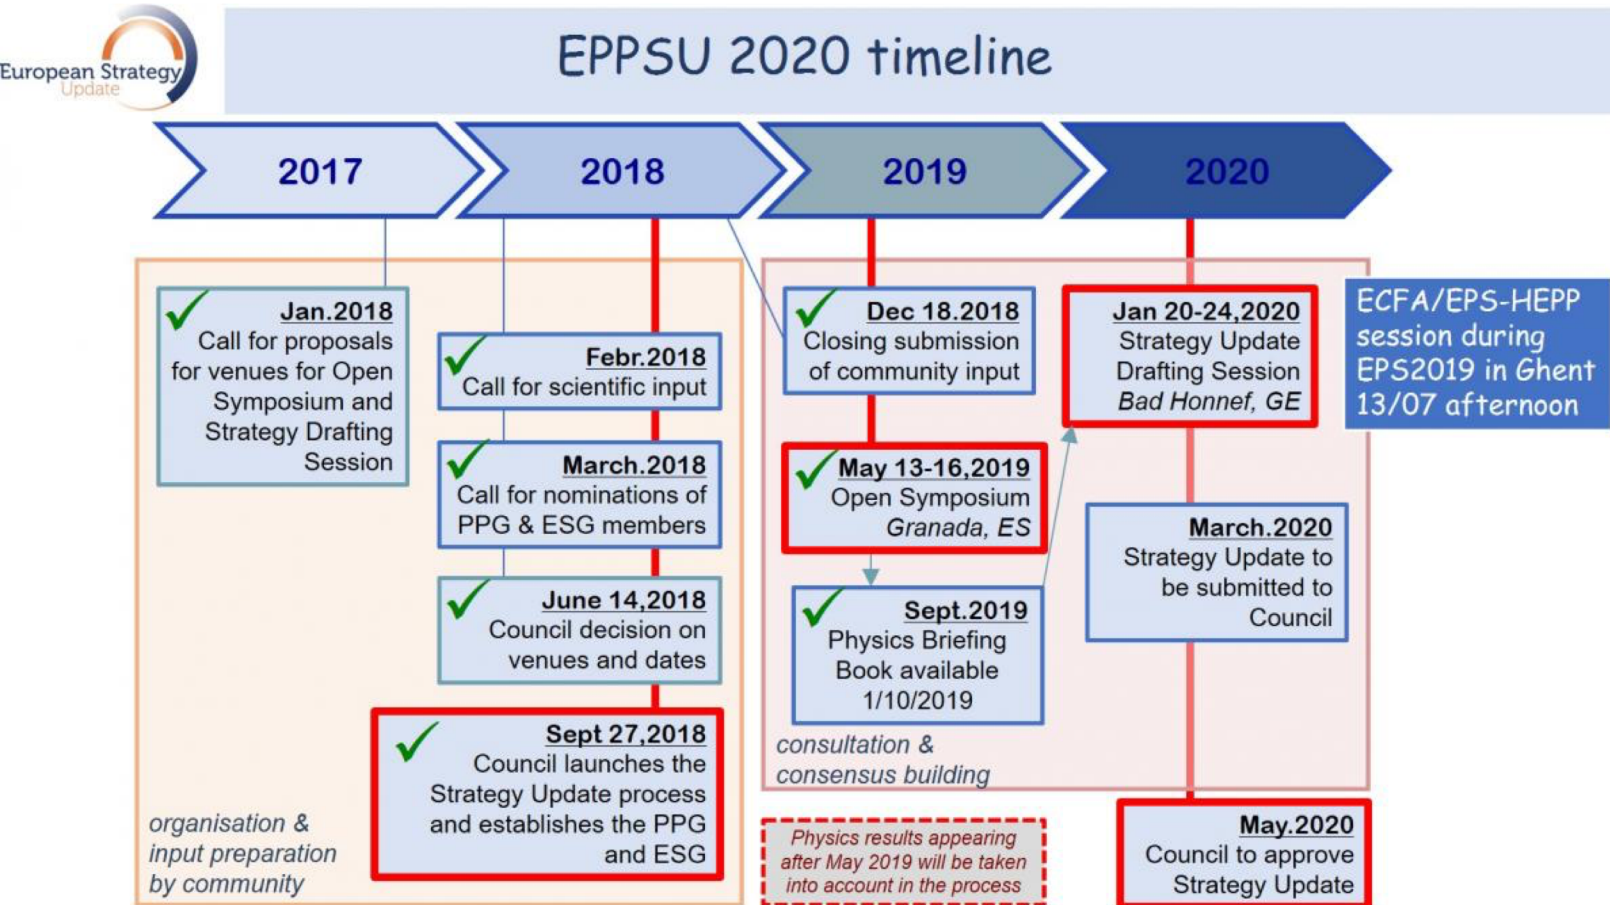 European Strategy
Update
EPPSU 2020 timeline
2017
2018
2019
2020
Jan.2018
Call for proposals
for venues for Open
Symposium and
Strategy Drafting
Session
Febr.2018
Call for scientific input
March.2018
Call for nominations of
PPG & ESG members
June 14,2018
Council decision on
venues and dates
Sept 27,2018
Council launches the
Strategy Update process
and establishes the PPG
and ESG
organisation &
input preparation
by community
Dec 18.2018
Closing submission
of community input
May 13-16,2019
Open Symposium
Granada, ES
Sept.2019
Physics Briefing
Book available
1/10/2019
consultation &
consensus building
Physics results appearing
after May 2019 will be taken
into account in the process
Jan 20-24,2020
Strategy Update
Drafting Session
Bad Honnef, GE
March.2020
Strategy Update to
be submitted to
Council
May.2020
Council to approve
Strategy Update
ECFA/EPS-HEPP
session during
EPS2019 in Ghent
13/07 afternoon